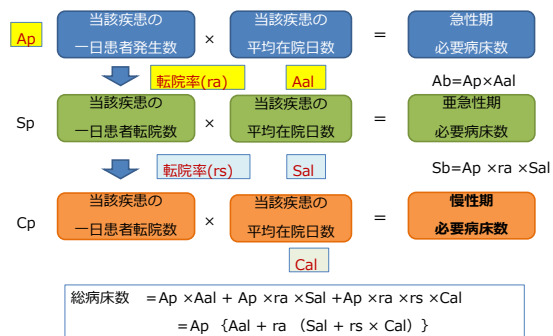 当該疾患の 当該疾患の 急性期
Ap 一日患者発生数 × 平均在院日数 = 必要病床数
転院率(ra) Aal Ab=Ap×Aal
当該疾患の 当該疾患の 亜急性期
Sp 一日患者転院数 × 平均在院日数 = 必要病床数
転院率(rs) Sal Sb=Ap ×ra ×Sal
当該疾患の 当該疾患の 慢性期
Cp 一日患者転院数 × 平均在院日数 = 必要病床数
Cal
総病床数 =Ap ×Aal + Ap ×ra ×Sal +Ap ×ra ×rs ×Cal
=Ap {Aal + ra (Sal + rs × Cal) }